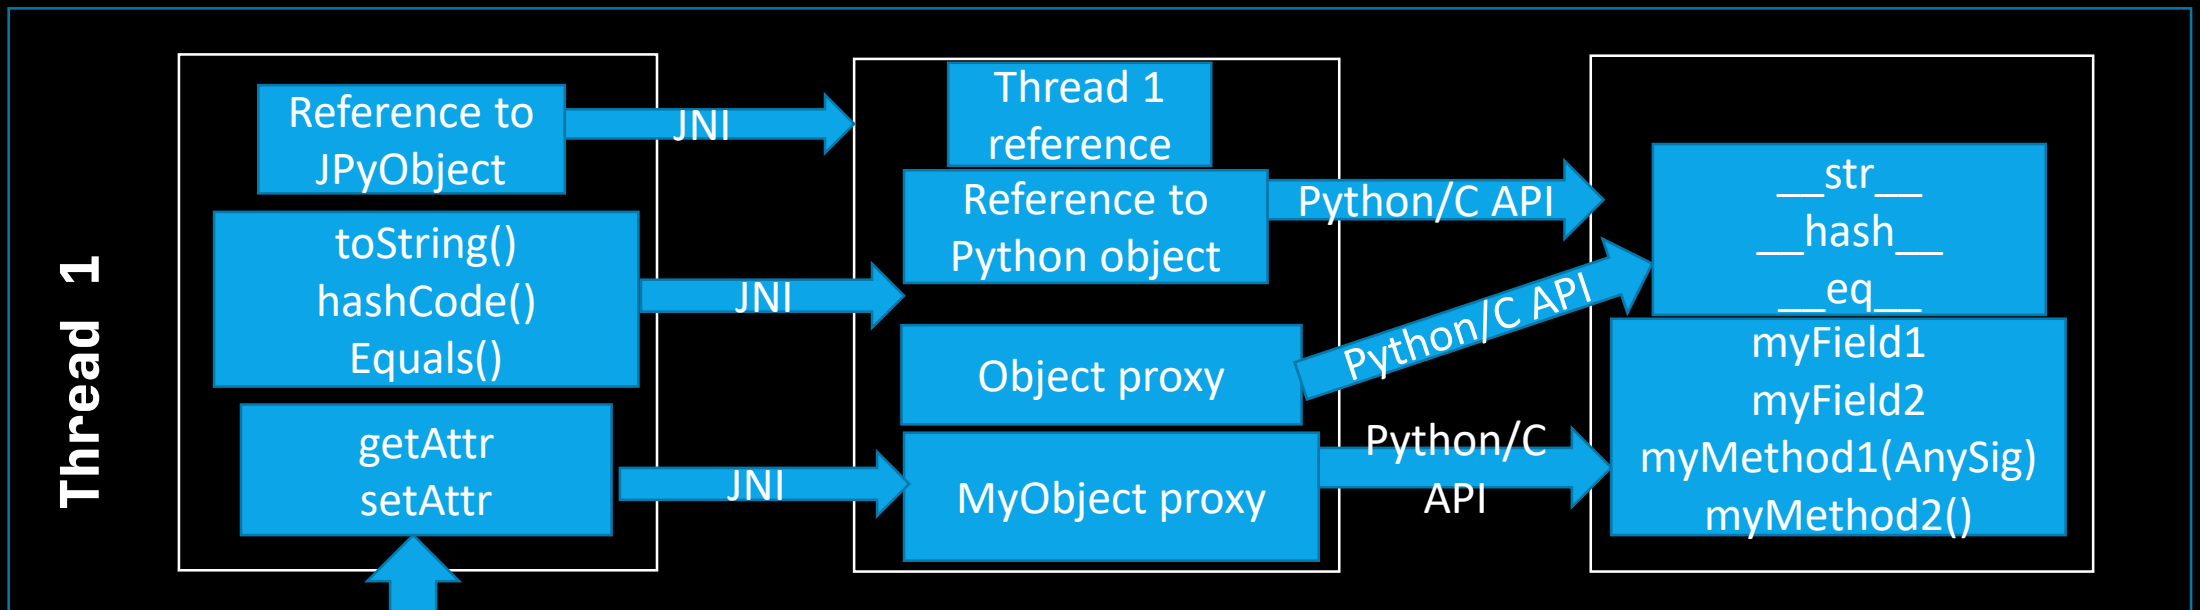 Thread 1
Reference to
JPyObject
toString()
hashCode()
Equals()
getAttr
setAttr
JNI
JNI
JNI
Thread 1
reference
Reference to
Python object
Object proxy
MyObject proxy
Python/C API
Python/C API
Python/C
API
__str__
__hash__
__eq__
myField1
myField2
myMethod1(AnySig)
myMethod2()